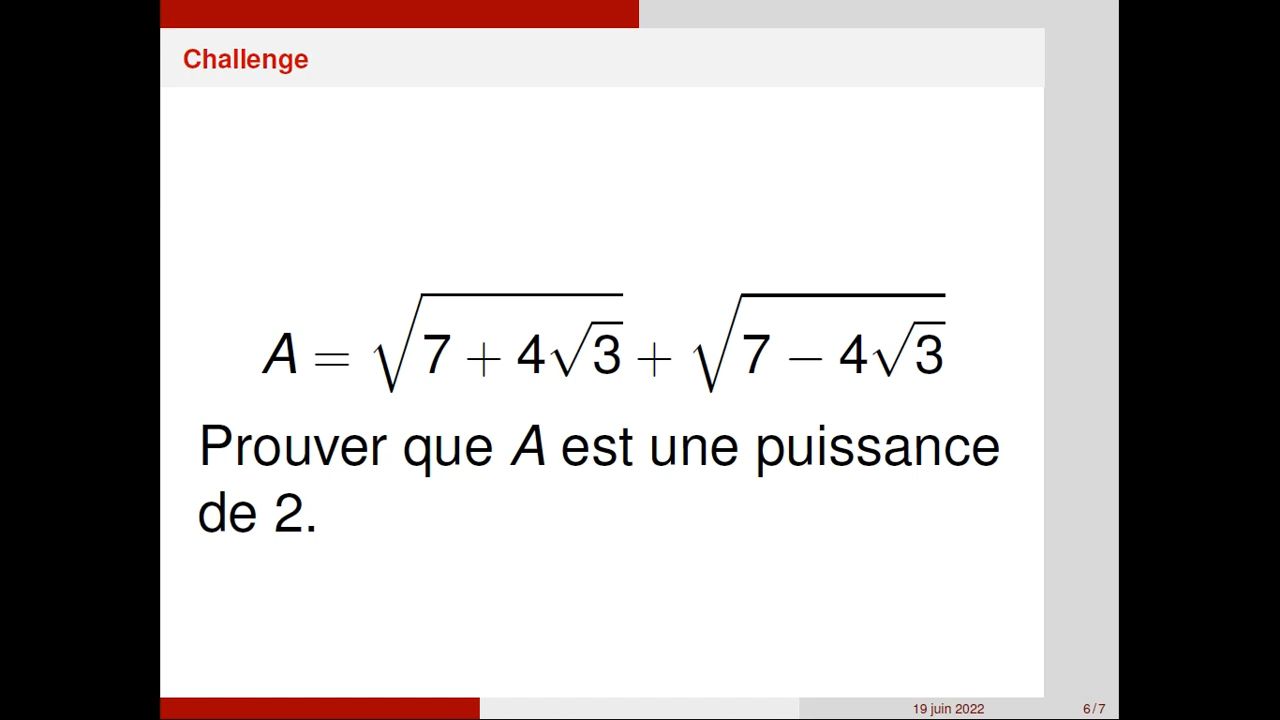 Challenge
A = √(7 + 4√3) + √(7 − 4√3)
Prouver que A est une puissance
de 2.
19 juin 2022
6/7